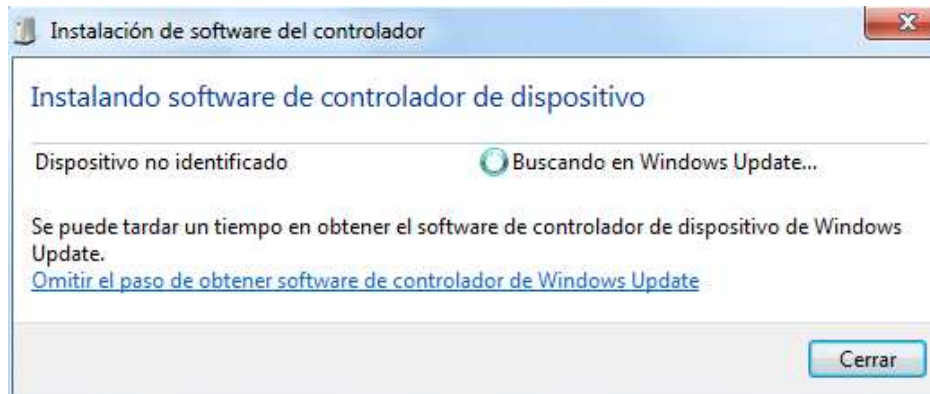 Instalación de software del controlador
Instalando software de controlador de dispositivo
Dispositivo no identificado
Buscando en Windows Update...
Se puede tardar un tiempo en obtener el software de controlador de dispositivo de Windows
Update.
Omitir el paso de obtener software de controlador de Windows Update
Cerrar